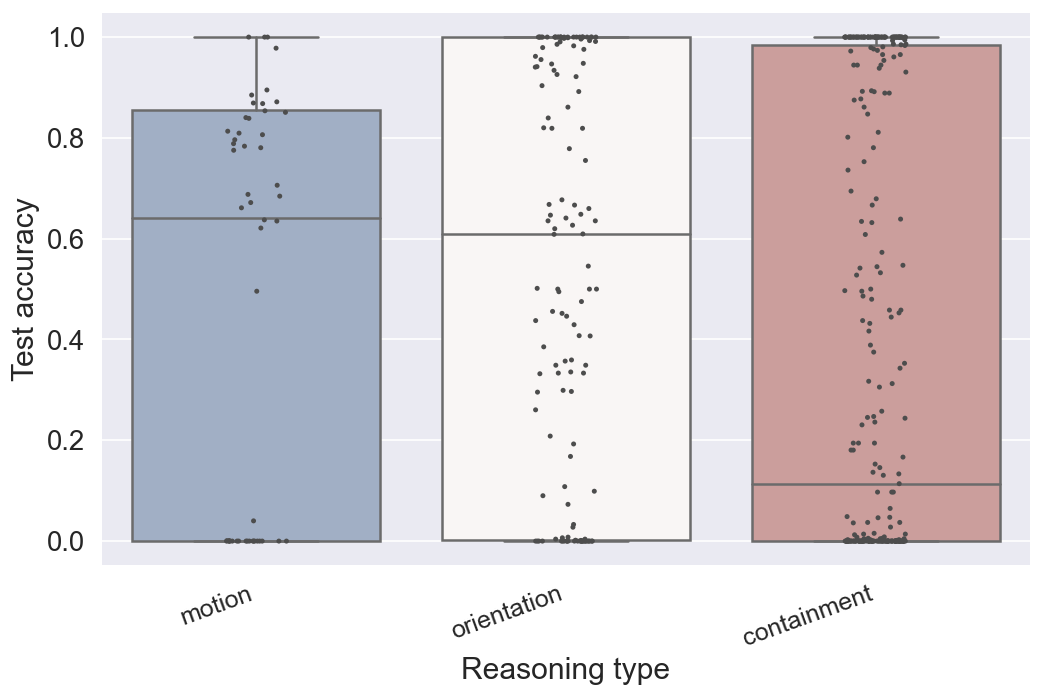 1.0
0.8
0.6
0.4
0.2
0.0
Test accuracy
motion
orientation
containment
Reasoning type